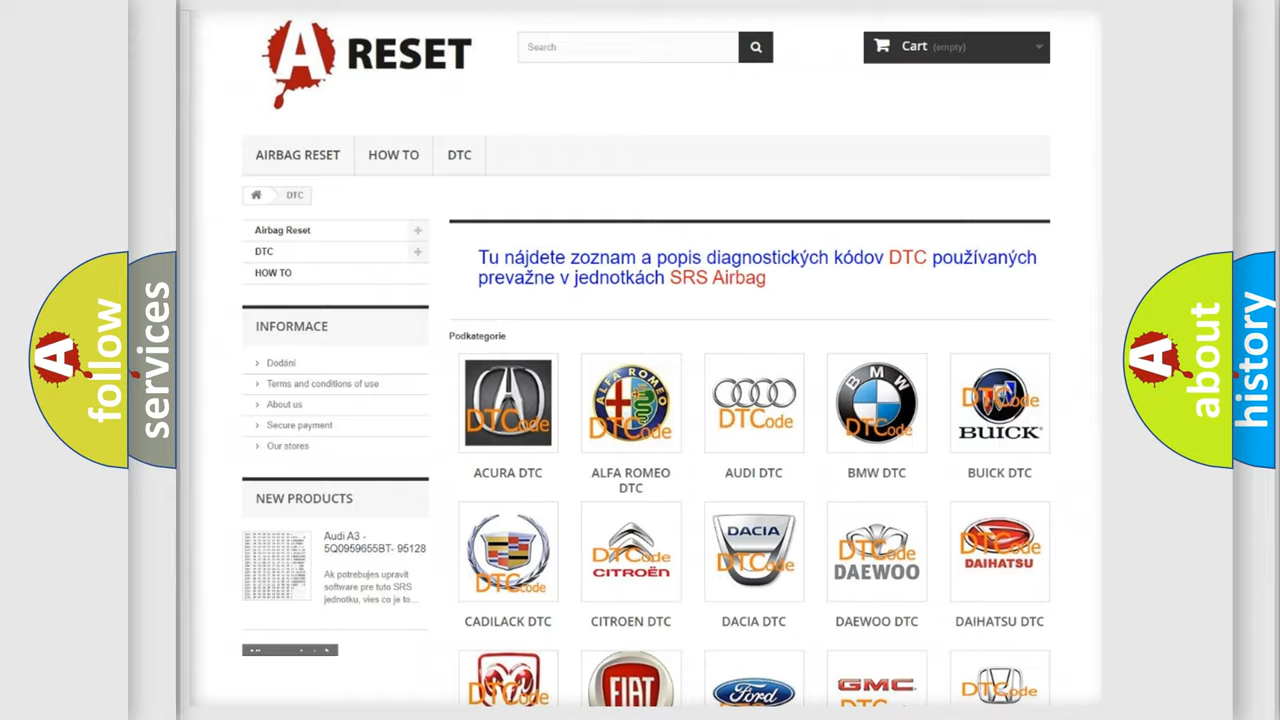 A RESET
Search
Cart (empty)
AIRBAG RESET
HOW TO
DTC
DTC
Airbag Reset
DTC
HOW TO
Tu nájdete zoznam a popis diagnostických kódov DTC používaných
prevažne v jednotkách SRS Airbag
INFORMACE
Dodání
Terms and conditions of use
About us
Secure payment
Our stores
Podkategorie
DTCode
ALFA ROMEO
DTCode
DTCode
BMW
DTCode
DTCode
BUICK
ACURA DTC
ALFA ROMEO
DTC
AUDI DTC
BMW DTC
BUICK DTC
NEW PRODUCTS
Audi A3 -
5Q0959655BT- 95128
Ak potrebujes upravit
software pre tuto SRS
jednotku, vies co je to...
DTCode
DTCode
CITROËN
DACIA
DTCode
DTCode
DAEWOO
DTCode
DAIHATSU
CADILACK DTC
CITROEN DTC
DACIA DTC
DAEWOO DTC
DAIHATSU DTC
DTCode
FIAT
Ford
GMC
DTCode
A
follow
services
A
about
history